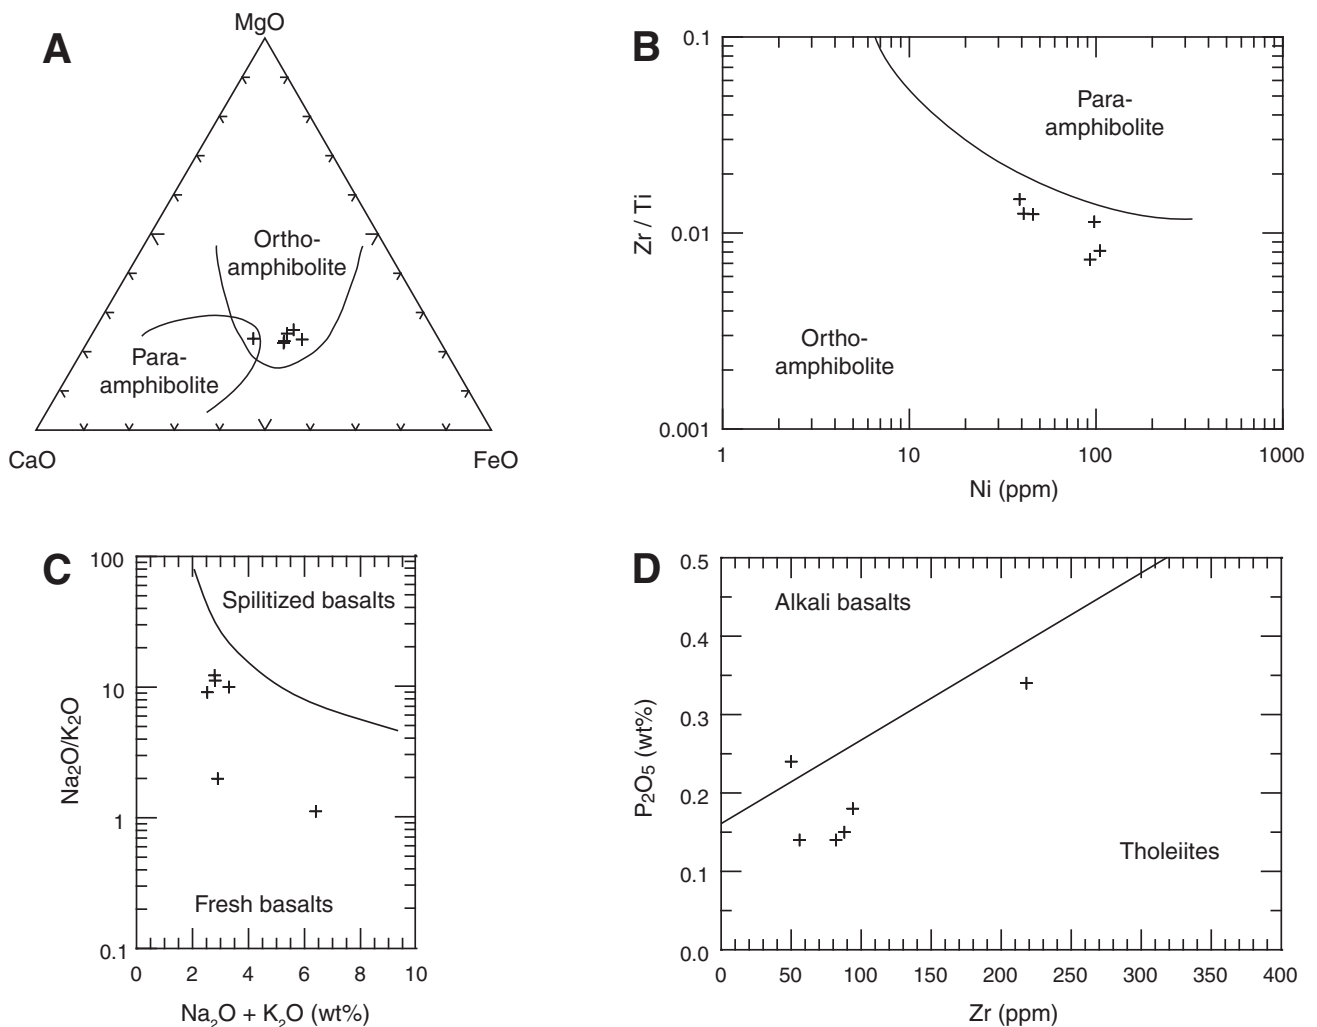 A
MgO
Ortho-
amphibolite
Para-
amphibolite
CaO
FeO
B
0.1
Zr / Ti
0.01
0.001
Para-
amphibolite
Ortho-
amphibolite
1
10
100
1000
Ni (ppm)
C
100
Na₂O/K₂O
10
1
0.1
Spilitized basalts
Fresh basalts
0
2
4
6
8
10
Na₂O + K₂O (wt%)
D
0.5
0.4
0.3
P₂O₅ (wt%)
0.2
0.1
0.0
Alkali basalts
Tholeiites
0
50
100
150
200
250
300
350
400
Zr (ppm)